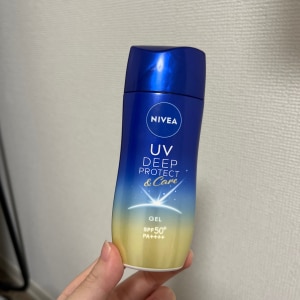 NIVEA
UV
DEEP
PROTECT
& Care
GEL
SPF50+
PA++++